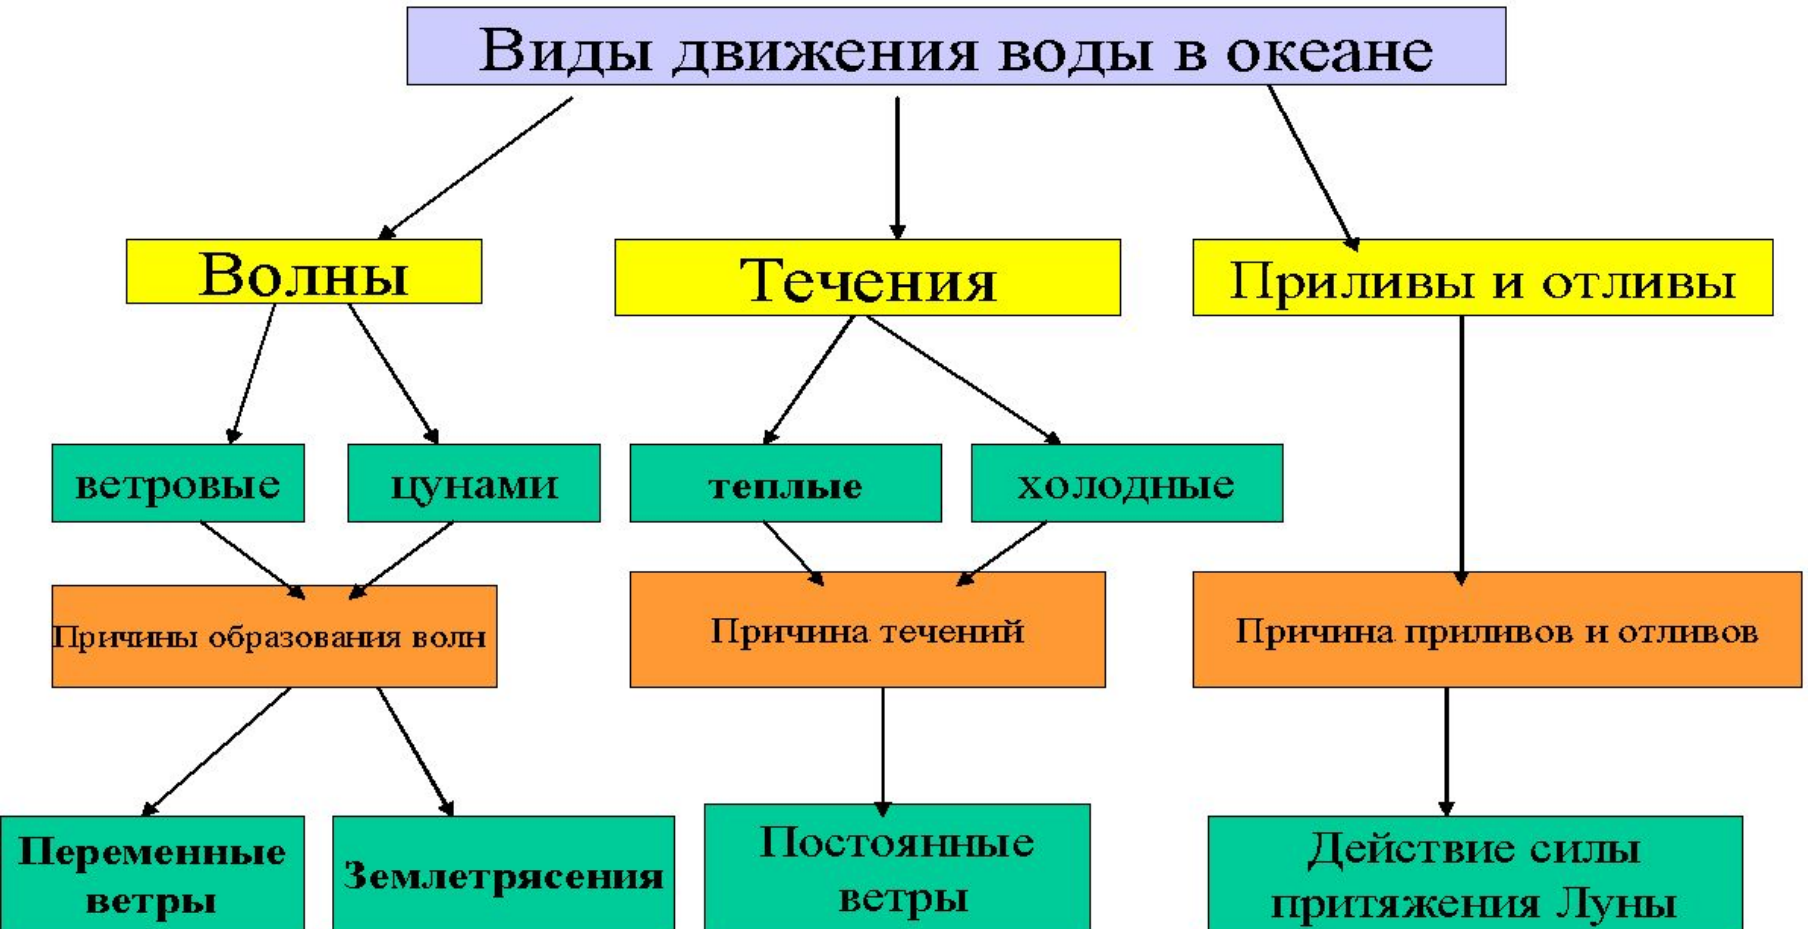 Виды движения воды в океане
Волны
Течения
Приливы и отливы
ветровые
цунами
теплые
холодные
Причины образования волн
Причина течений
Причина приливов и отливов
Переменные
ветры
Землетрясения
Постоянные
ветры
Действие силы
притяжения Луны